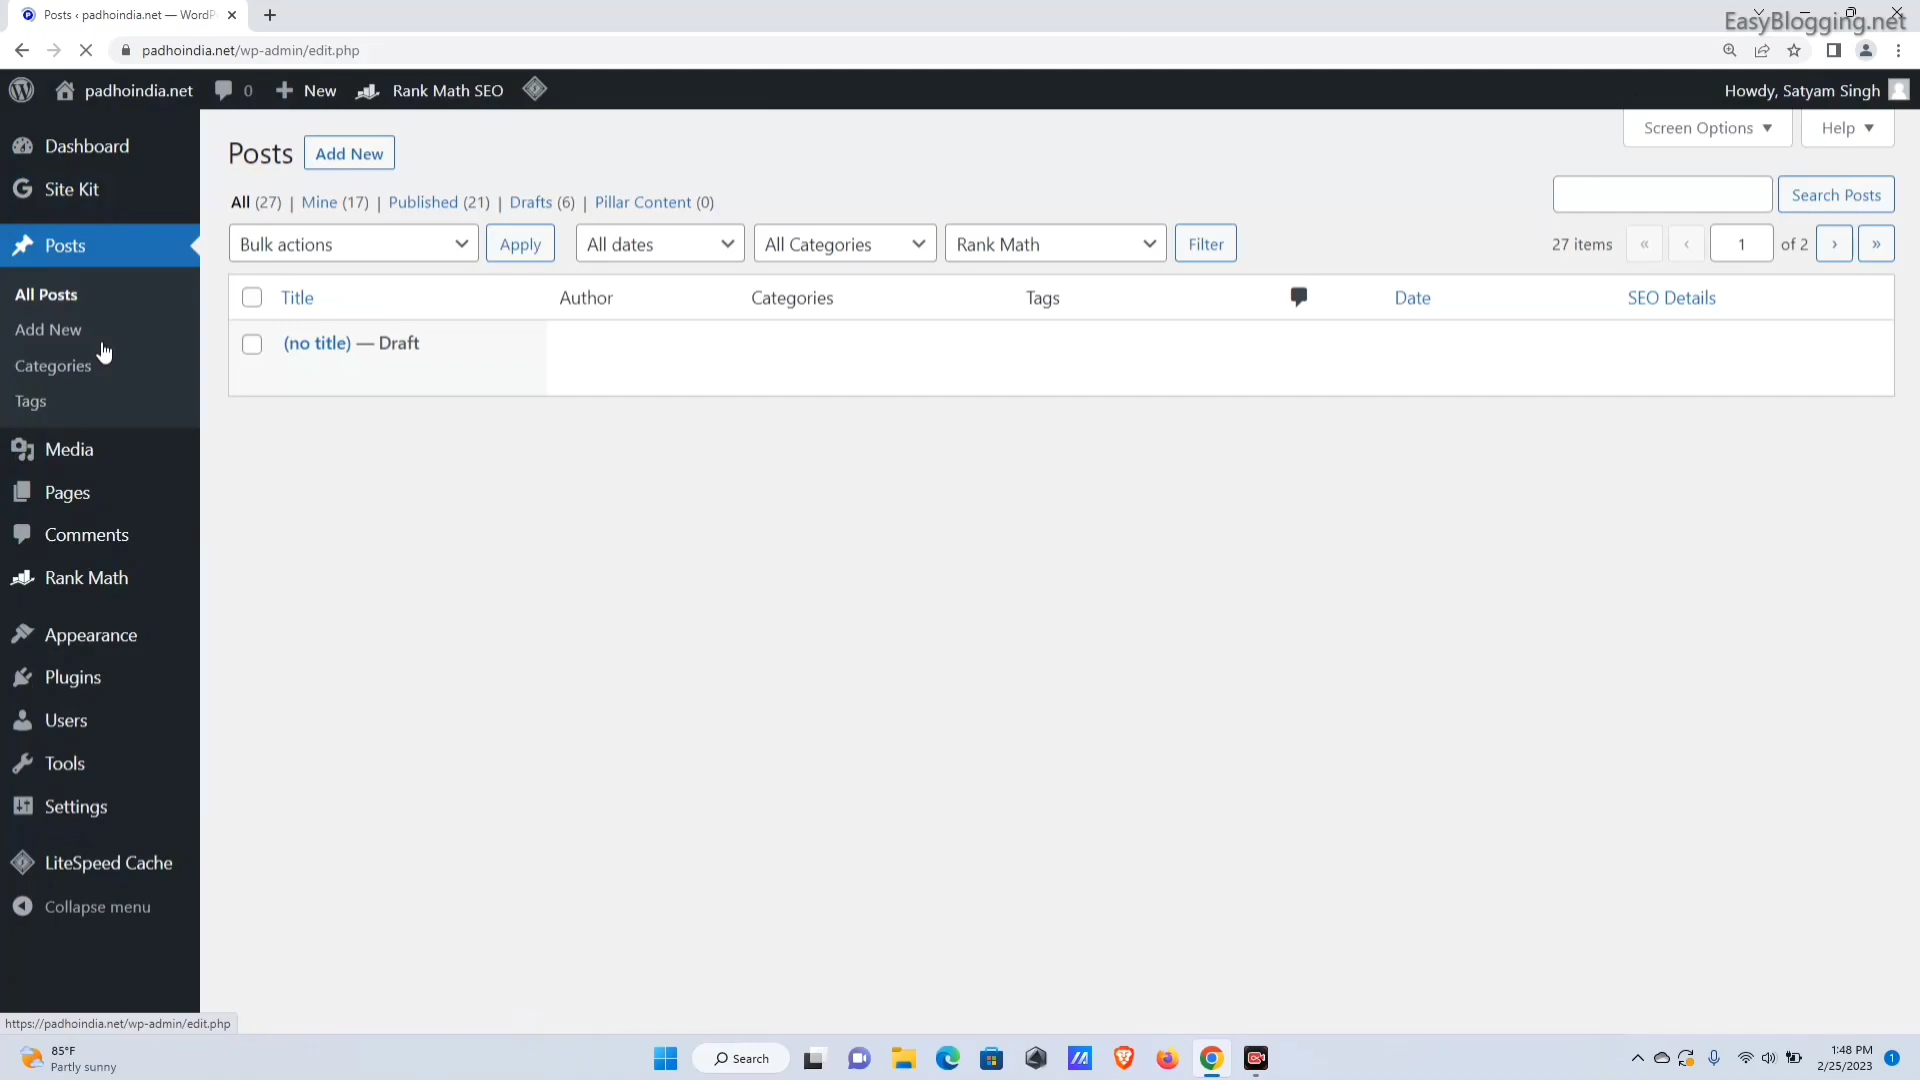 Posts ‹ padhoindia.net — WordP
EasyBlogging.net
padhoindia.net/wp-admin/edit.php
padhoindia.net
0
New
Rank Math SEO
Howdy, Satyam Singh
Dashboard
Site Kit
Posts
All Posts
Add New
Categories
Tags
Media
Pages
Comments
Rank Math
Appearance
Plugins
Users
Tools
Settings
LiteSpeed Cache
Collapse menu
Screen Options
Help
Posts Add New
All (27) | Mine (17) | Published (21) | Drafts (6) | Pillar Content (0)
Search Posts
Bulk actions Apply All dates All Categories Rank Math Filter
27 items « ‹ 1 of 2 › »
Title Author Categories Tags Date SEO Details
(no title) — Draft
https://padhoindia.net/wp-admin/edit.php
85°F
Partly sunny
Search
1:48 PM
2/25/2023
1